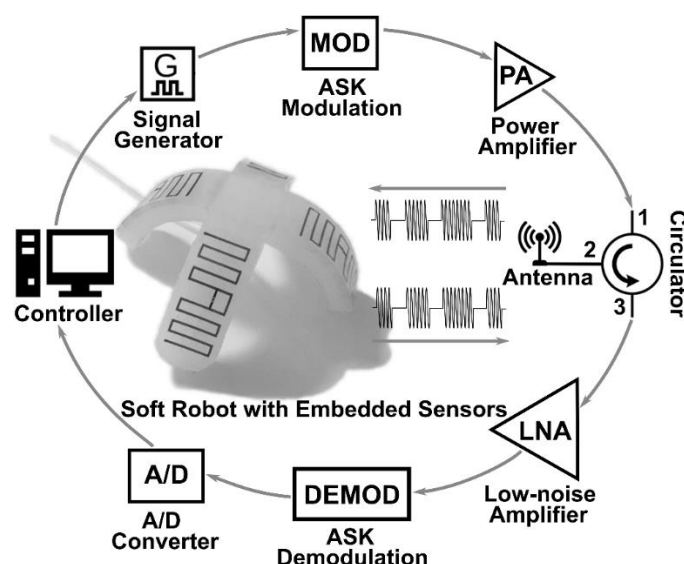 G
Signal
Generator
MOD
ASK
Modulation
PA
Power
Amplifier
1
2
3
Circulator
Antenna
Controller
Soft Robot with Embedded Sensors
LNA
Low-noise
Amplifier
DEMOD
ASK
Demodulation
A/D
A/D
Converter